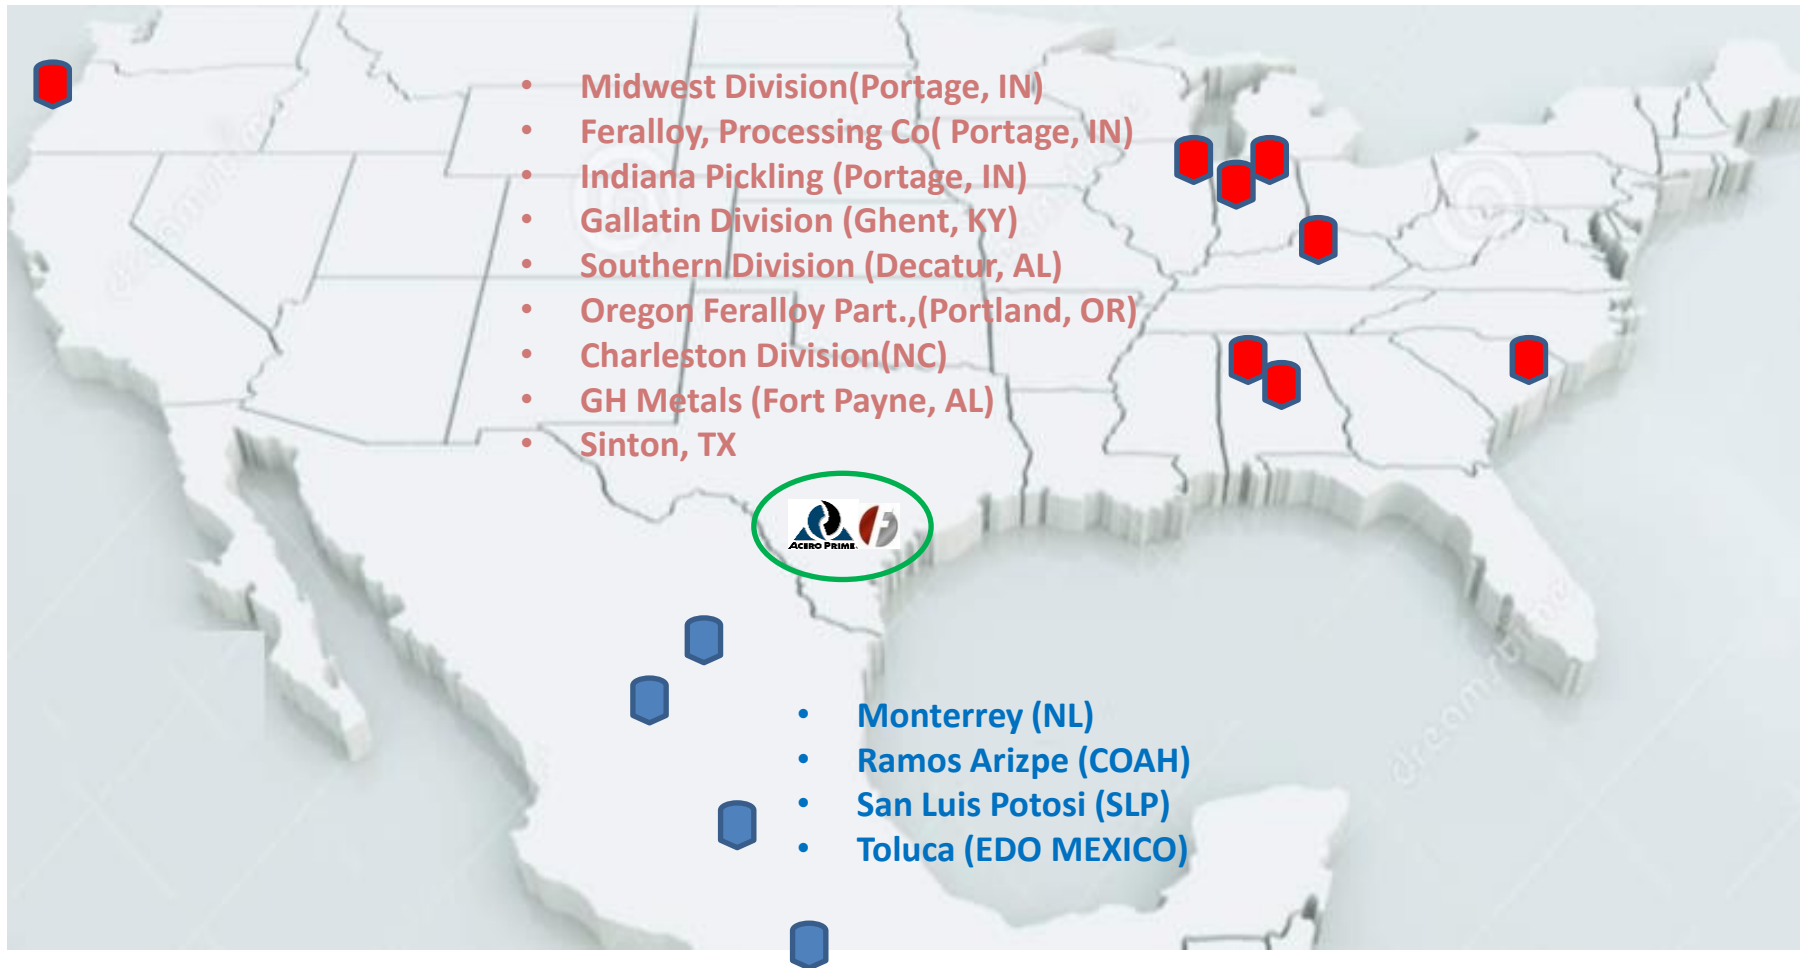 • Midwest Division(Portage, IN)
• Feralloy, Processing Co( Portage, IN)
• Indiana Pickling (Portage, IN)
• Gallatin Division (Ghent, KY)
• Southern Division (Decatur, AL)
• Oregon Feralloy Part.,(Portland, OR)
• Charleston Division(NC)
• GH Metals (Fort Payne, AL)
• Sinton, TX
ACERO PRIME
• Monterrey (NL)
• Ramos Arizpe (COAH)
• San Luis Potosi (SLP)
• Toluca (EDO MEXICO)